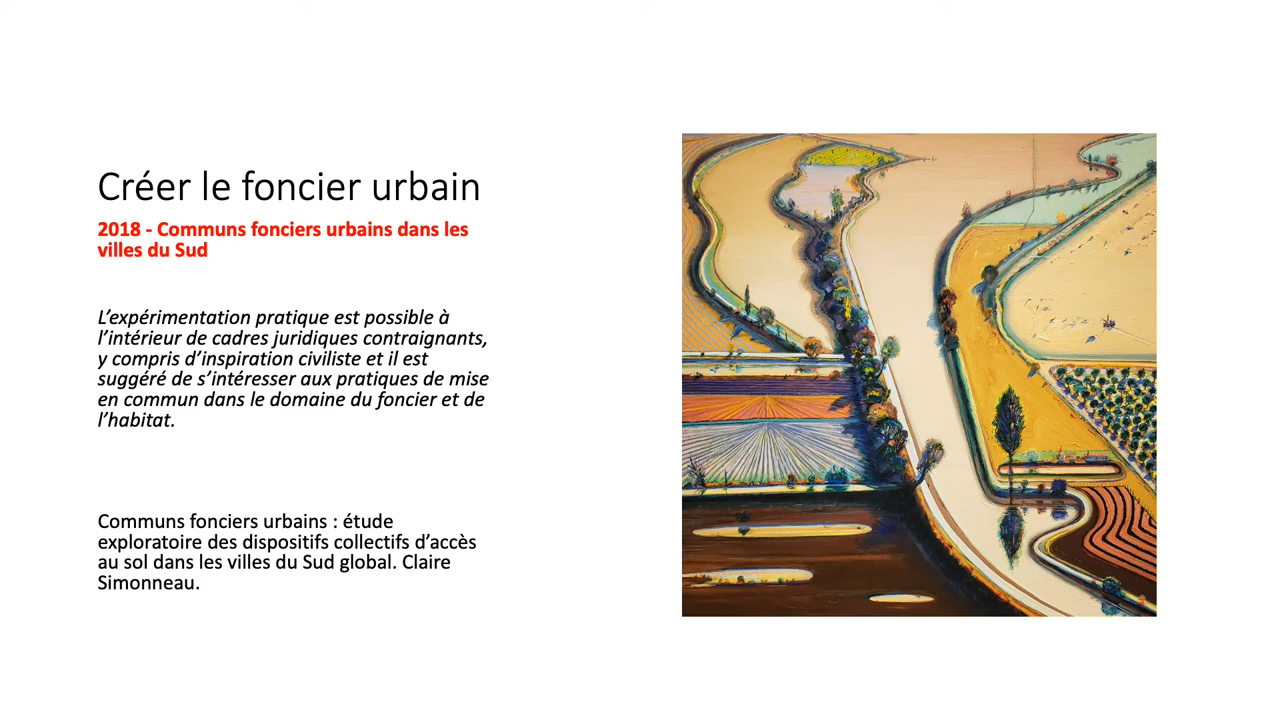 Créer le foncier urbain
2018 - Communs fonciers urbains dans les
villes du Sud
L’expérimentation pratique est possible à
l’intérieur de cadres juridiques contraignants,
y compris d’inspiration civiliste et il est
suggéré de s’intéresser aux pratiques de mise
en commun dans le domaine du foncier et de
l’habitat.
Communs fonciers urbains : étude
exploratoire des dispositifs collectifs d’accès
au sol dans les villes du Sud global. Claire
Simonneau.